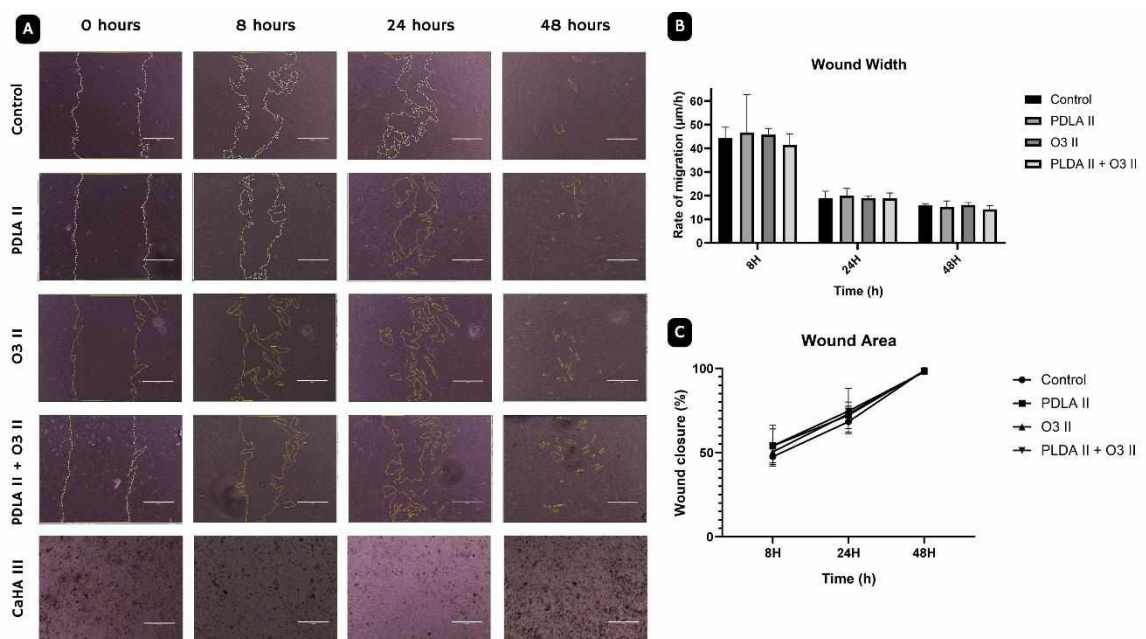 A
0 hours
8 hours
24 hours
48 hours
Control
PDLA II
O3 II
PDLA II + O3 II
CaHA III
B
Wound Width
Rate of migration (µm/h)
60
50
40
30
20
10
0
8H
24H
48H
Time (h)
Control
PDLA II
O3 II
PLDA II + O3 II
C
Wound Area
Wound closure (%)
100
50
0
8H
24H
48H
Time (h)
Control
PDLA II
O3 II
PLDA II + O3 II